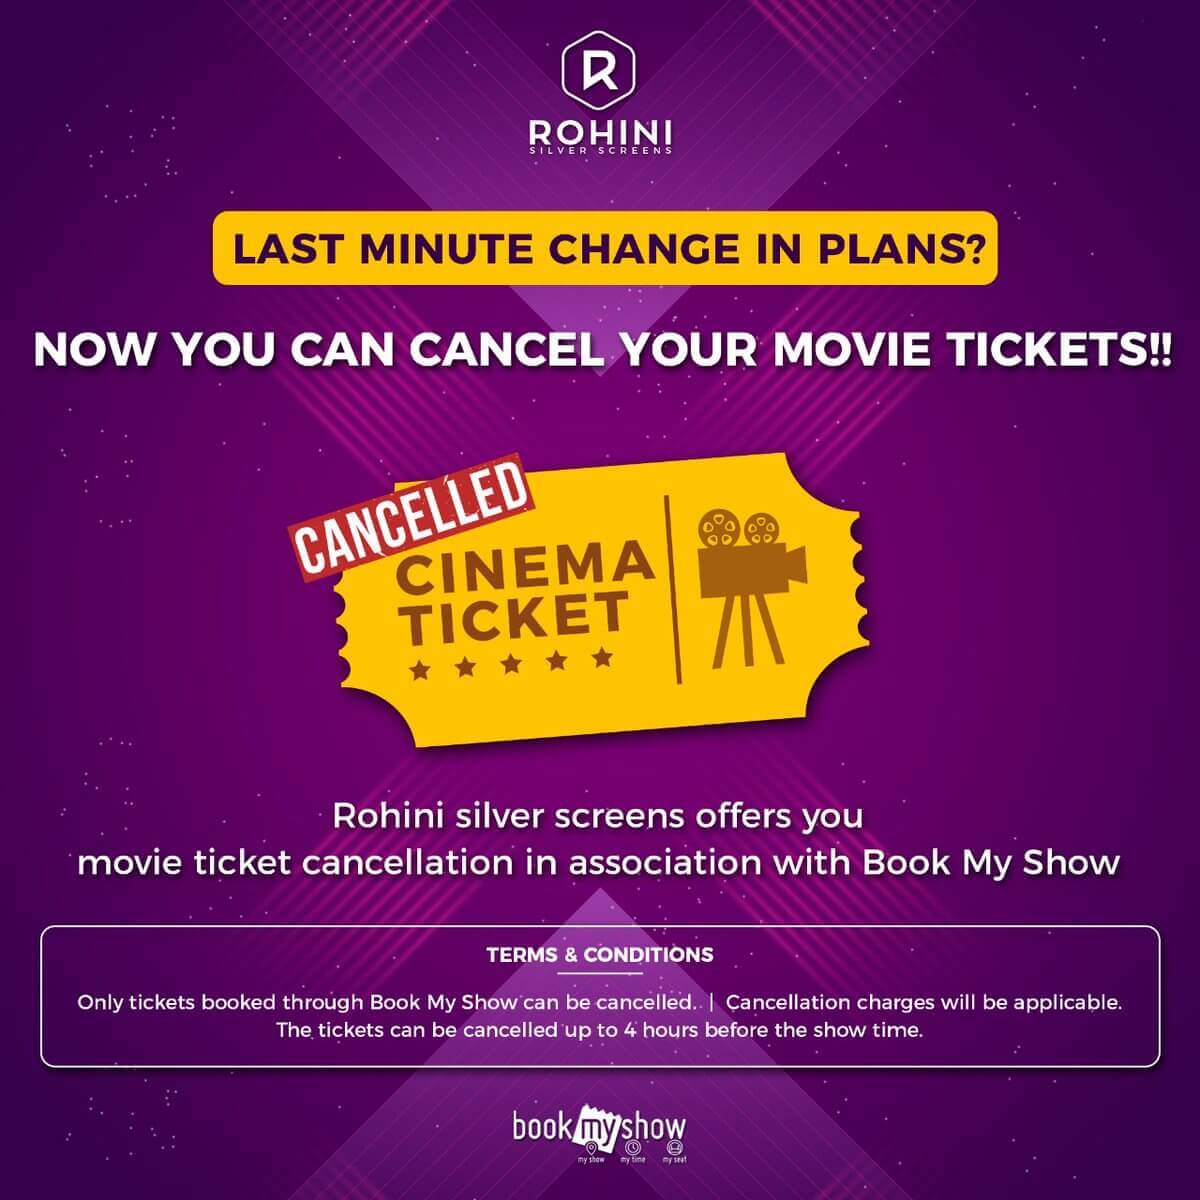 R
ROHINI
SILVER SCREENS
LAST MINUTE CHANGE IN PLANS?
NOW YOU CAN CANCEL YOUR MOVIE TICKETS!!
CANCELLED
CINEMA
TICKET
Rohini silver screens offers you
movie ticket cancellation in association with Book My Show
TERMS & CONDITIONS
Only tickets booked through Book My Show can be cancelled. | Cancellation charges will be applicable.
The tickets can be cancelled up to 4 hours before the show time.
book my show
my show my time my seat